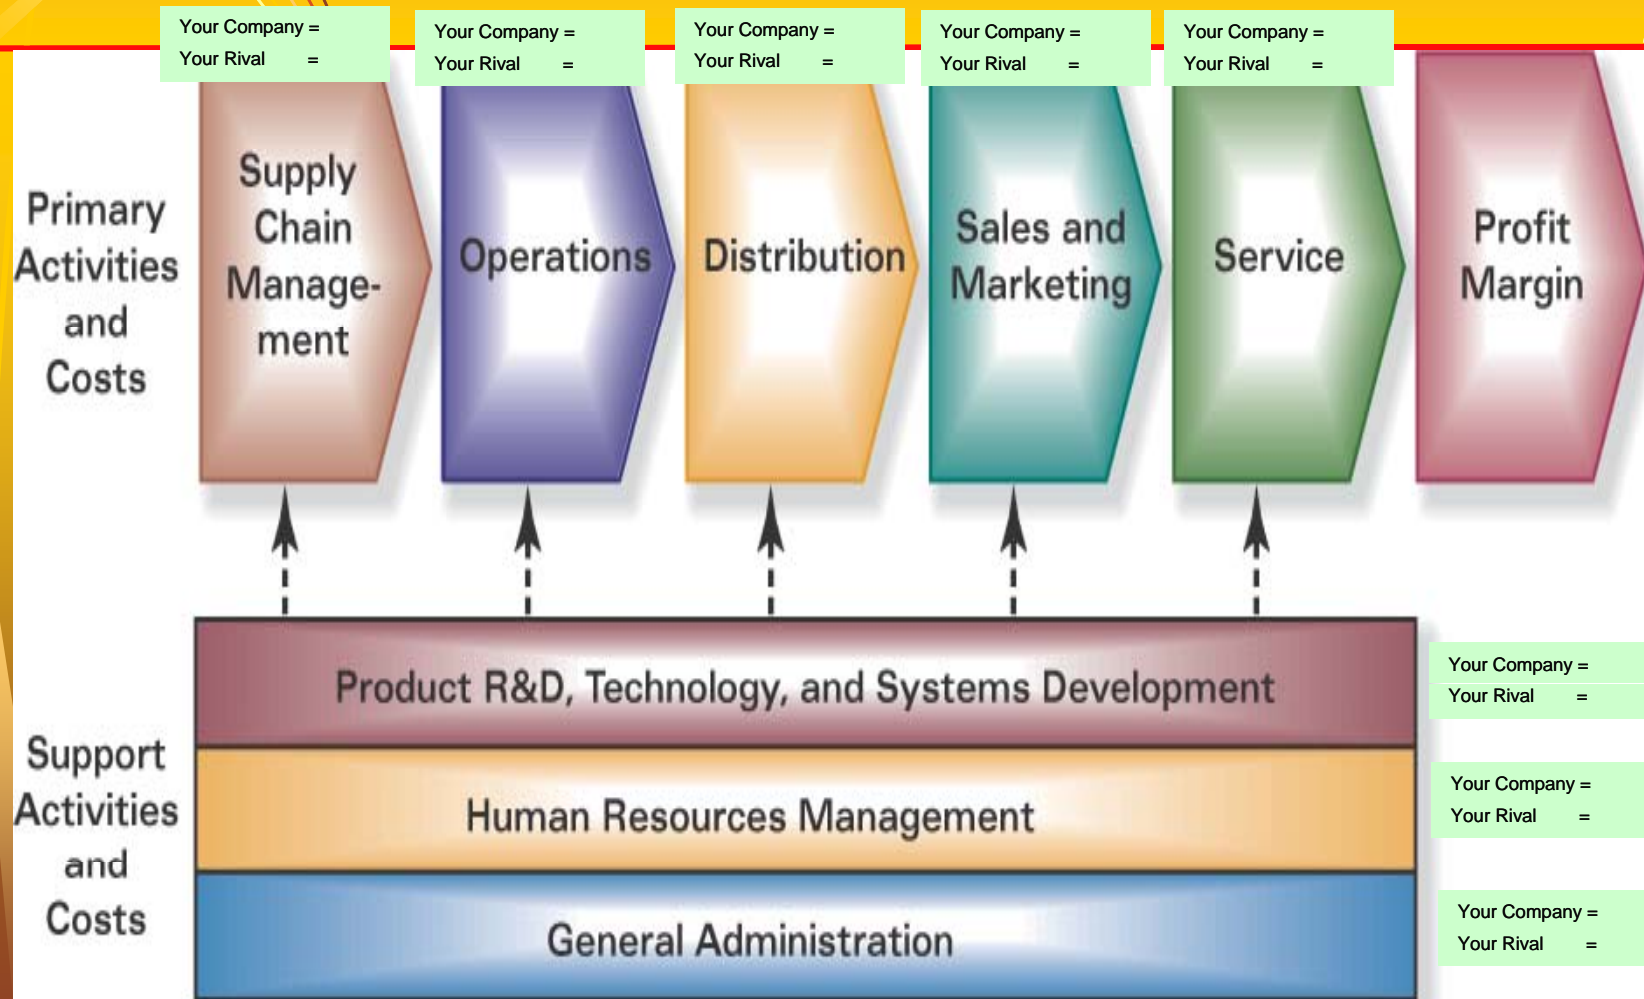 Your Company =
Your Rival =
Your Company =
Your Rival =
Your Company =
Your Rival =
Your Company =
Your Rival =
Your Company =
Your Rival =
Primary
Activities
and
Costs
Supply
Chain
Manage-
ment
Operations
Distribution
Sales and
Marketing
Service
Profit
Margin
Support
Activities
and
Costs
Product R&D, Technology, and Systems Development
Your Company =
Your Rival =
Human Resources Management
Your Company =
Your Rival =
General Administration
Your Company =
Your Rival =